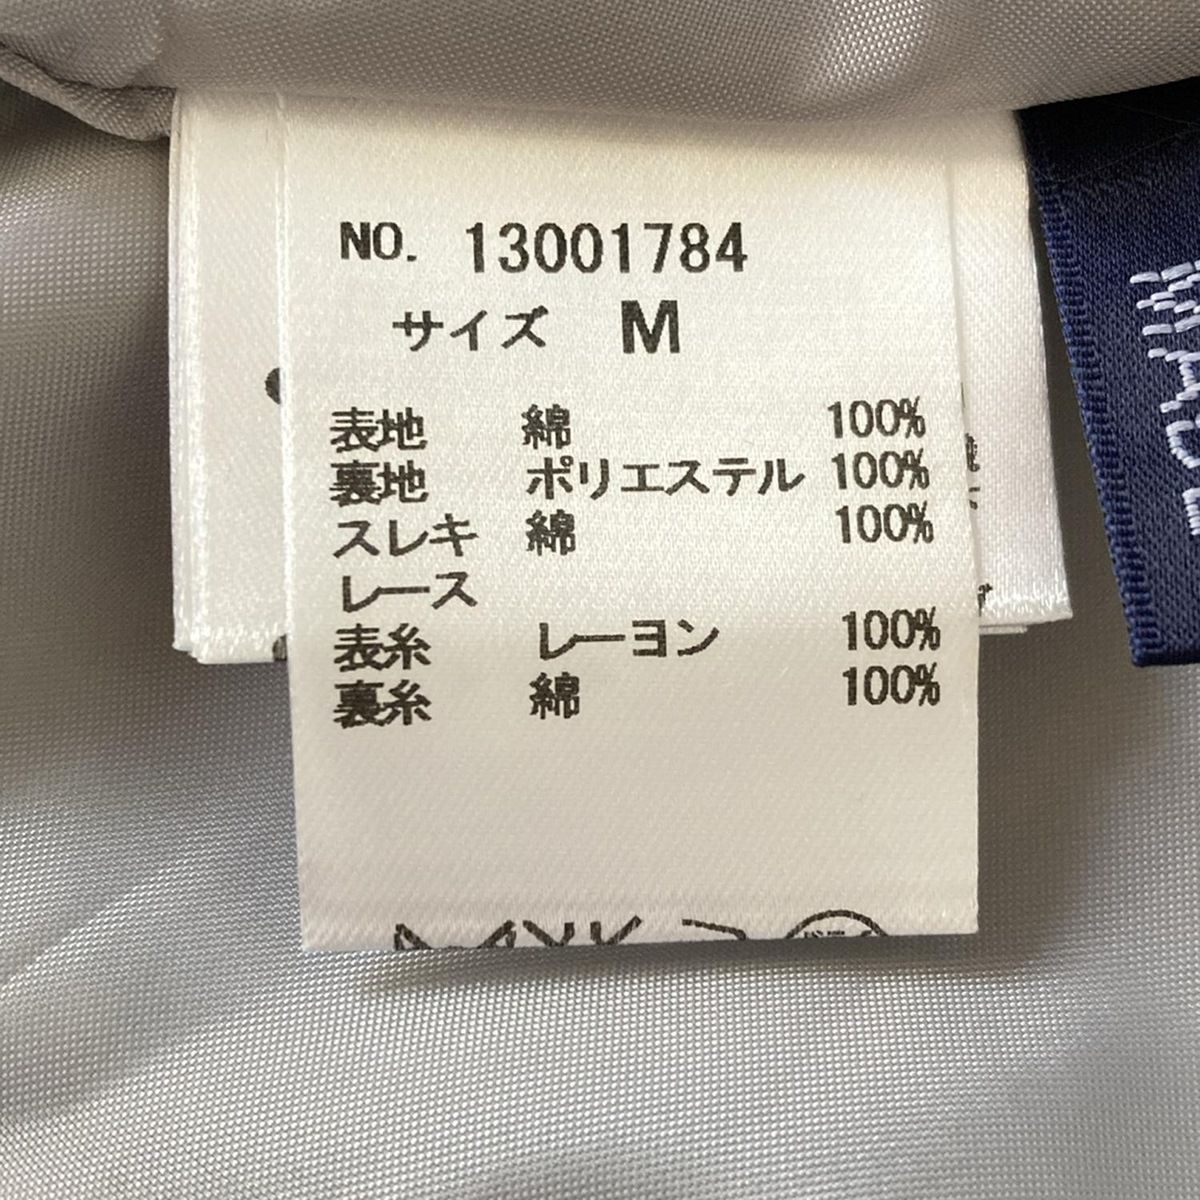 NO. 13001784
サイズ M
表地 綿 100%
裏地 ポリエステル 100%
スレキ 綿 100%
レース
表糸 レーヨン 100%
裏糸 綿 100%